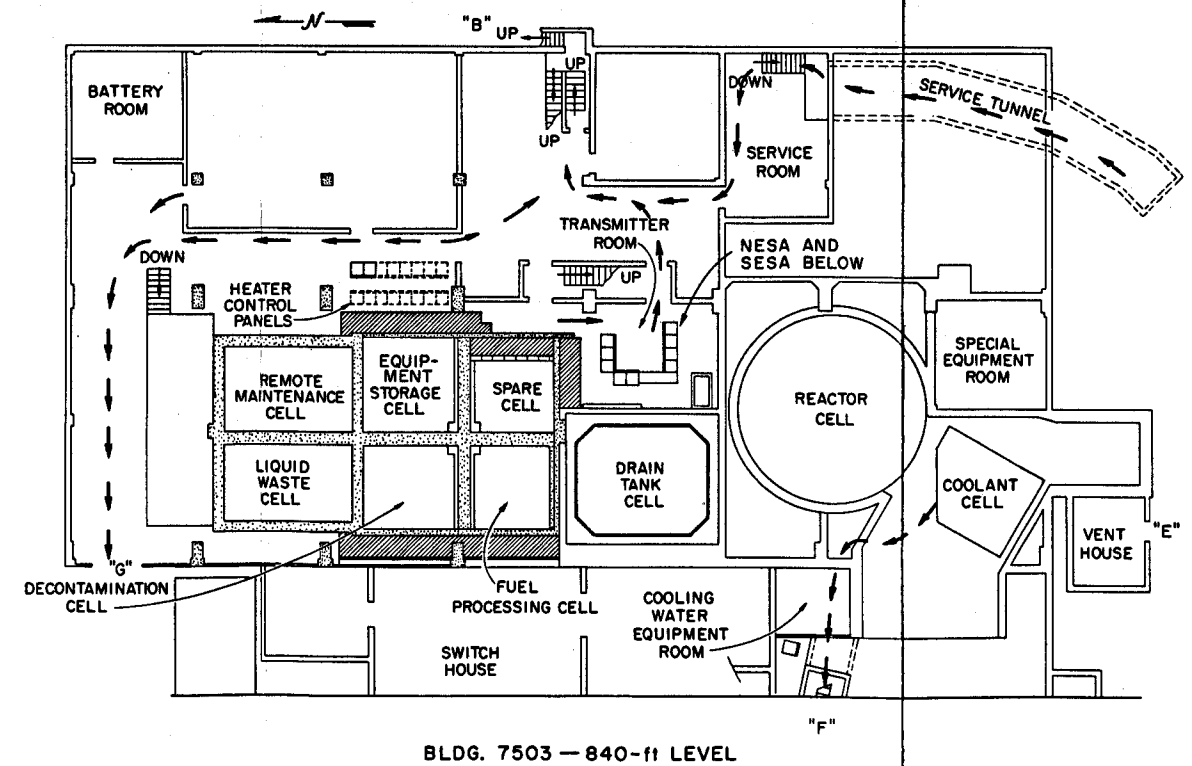 N
"B"
UP
UP
UP
BATTERY
ROOM
DOWN
SERVICE TUNNEL
SERVICE
ROOM
TRANSMITTER
ROOM
NESA AND
SESA BELOW
DOWN
UP
HEATER
CONTROL
PANELS
REMOTE
MAINTENANCE
CELL
EQUIP-
MENT
STORAGE
CELL
SPARE
CELL
REACTOR
CELL
SPECIAL
EQUIPMENT
ROOM
LIQUID
WASTE
CELL
DRAIN
TANK
CELL
COOLANT
CELL
VENT
HOUSE
"E"
"G"
DECONTAMINATION
CELL
FUEL
PROCESSING CELL
COOLING
WATER
EQUIPMENT
ROOM
SWITCH
HOUSE
"F"
BLDG. 7503 — 840-ft LEVEL